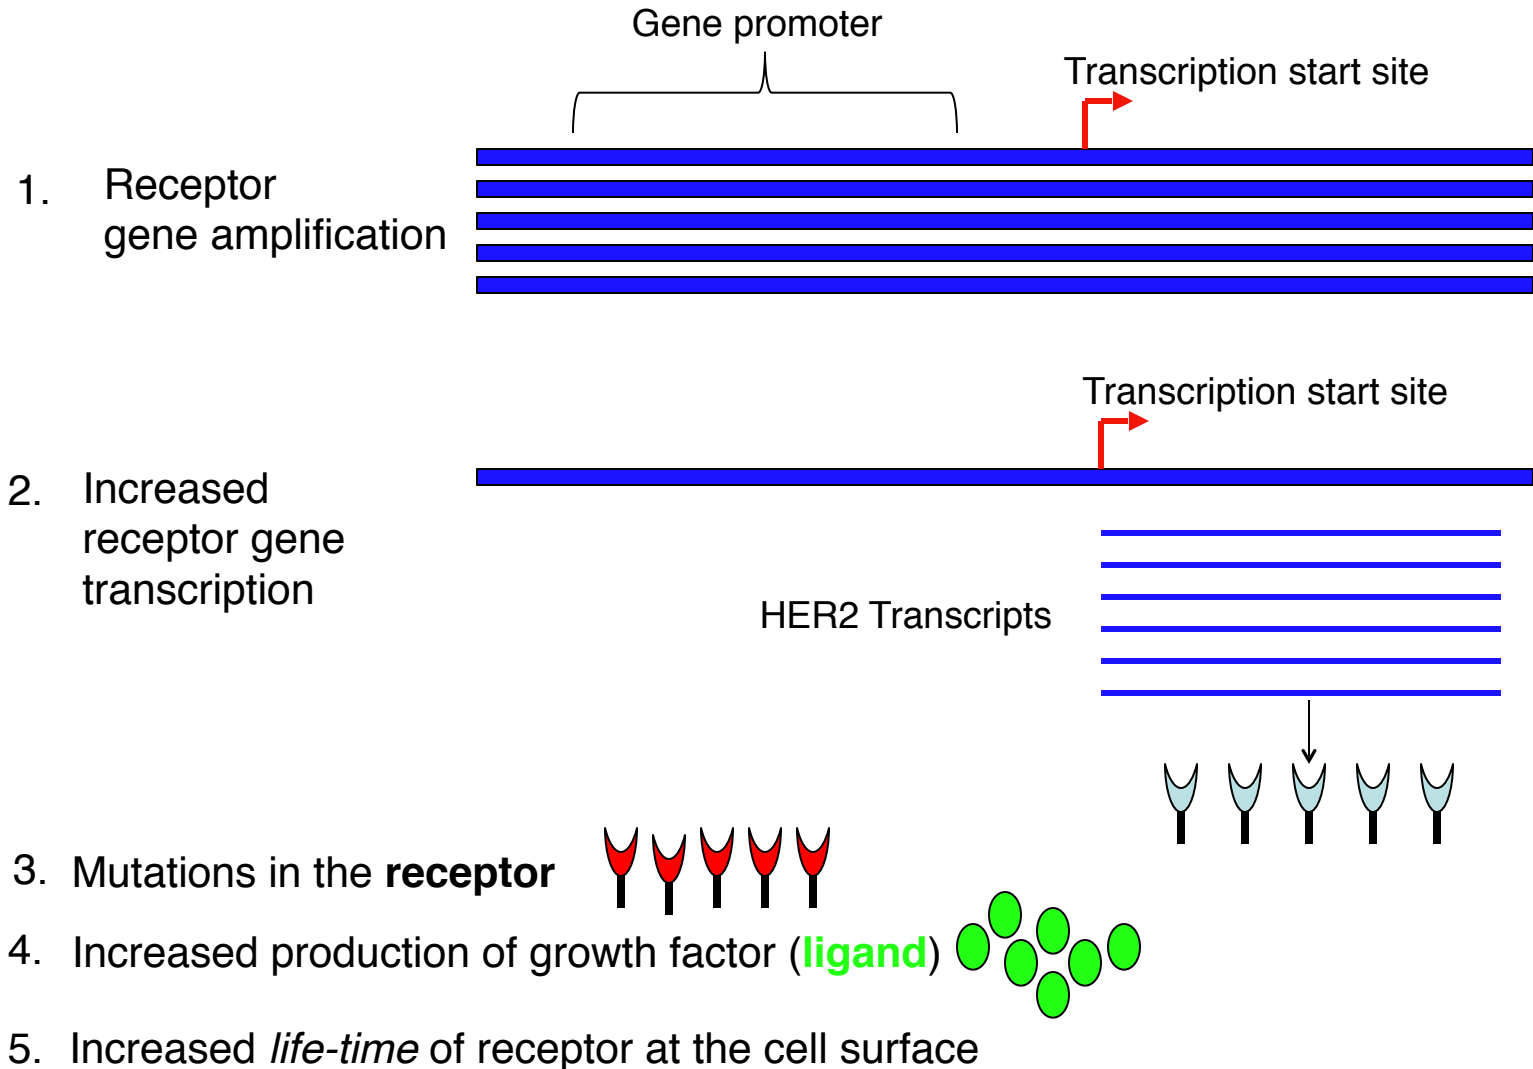 Gene promoter
Transcription start site
1. Receptor
gene amplification
Transcription start site
2. Increased
receptor gene
transcription
HER2 Transcripts
3. Mutations in the receptor
4. Increased production of growth factor (ligand)
5. Increased life-time of receptor at the cell surface